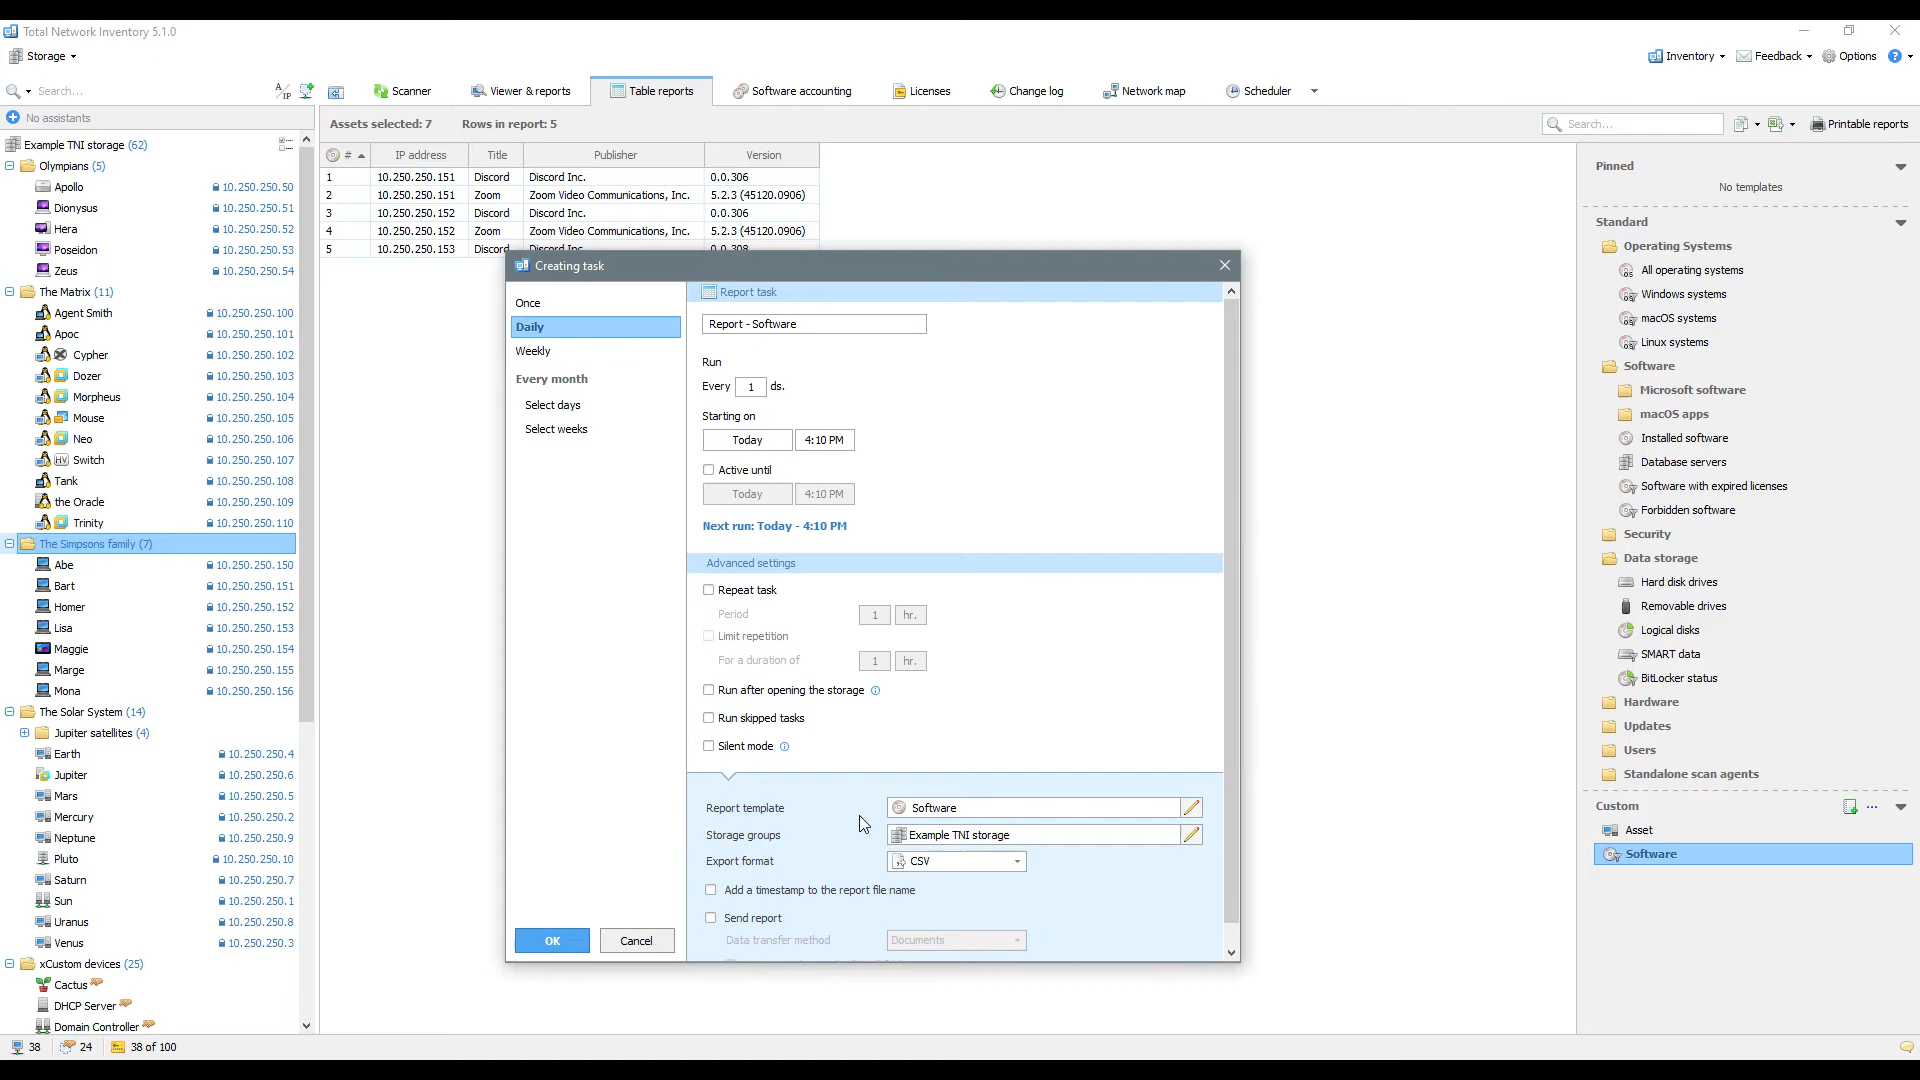 Total Network Inventory 5.1.0
Storage
Inventory
Feedback
Options
Search...
A/IP
Scanner
Viewer & reports
Table reports
Software accounting
Licenses
Change log
Network map
Scheduler
No assistants
Assets selected: 7
Rows in report: 5
Search...
Printable reports
Example TNI storage (62)
Olympians (5)
Apollo 10.250.250.50
Dionysus 10.250.250.51
Hera 10.250.250.52
Poseidon 10.250.250.53
Zeus 10.250.250.54
The Matrix (11)
Agent Smith 10.250.250.100
Apoc 10.250.250.101
Cypher 10.250.250.102
Dozer 10.250.250.103
Morpheus 10.250.250.104
Mouse 10.250.250.105
Neo 10.250.250.106
HV Switch 10.250.250.107
Tank 10.250.250.108
the Oracle 10.250.250.109
Trinity 10.250.250.110
The Simpsons family (7)
Abe 10.250.250.150
Bart 10.250.250.151
Homer 10.250.250.152
Lisa 10.250.250.153
Maggie 10.250.250.154
Marge 10.250.250.155
Mona 10.250.250.156
The Solar System (14)
Jupiter satellites (4)
Earth 10.250.250.4
Jupiter 10.250.250.6
Mars 10.250.250.5
Mercury 10.250.250.2
Neptune 10.250.250.9
Pluto 10.250.250.10
Saturn 10.250.250.7
Sun 10.250.250.1
Uranus 10.250.250.8
Venus 10.250.250.3
xCustom devices (25)
Cactus
DHCP Server
Domain Controller
38
24
38 of 100
# IP address Title Publisher Version
1 10.250.250.151 Discord Discord Inc. 0.0.306
2 10.250.250.151 Zoom Zoom Video Communications, Inc. 5.2.3 (45120.0906)
3 10.250.250.152 Discord Discord Inc. 0.0.306
4 10.250.250.152 Zoom Zoom Video Communications, Inc. 5.2.3 (45120.0906)
5 10.250.250.153 Discord Discord Inc. 0.0.308
Creating task
Once
Daily
Weekly
Every month
Select days
Select weeks
OK
Cancel
Report task
Report - Software
Run
Every 1 ds.
Starting on
Today 4:10 PM
Active until
Today 4:10 PM
Next run: Today - 4:10 PM
Advanced settings
Repeat task
Period 1 hr.
Limit repetition
For a duration of 1 hr.
Run after opening the storage
Run skipped tasks
Silent mode
Report template Software
Storage groups Example TNI storage
Export format CSV
Add a timestamp to the report file name
Send report
Data transfer method Documents
Pinned
No templates
Standard
Operating Systems
All operating systems
Windows systems
macOS systems
Linux systems
Software
Microsoft software
macOS apps
Installed software
Database servers
Software with expired licenses
Forbidden software
Security
Data storage
Hard disk drives
Removable drives
Logical disks
SMART data
BitLocker status
Hardware
Updates
Users
Standalone scan agents
Custom
Asset
Software